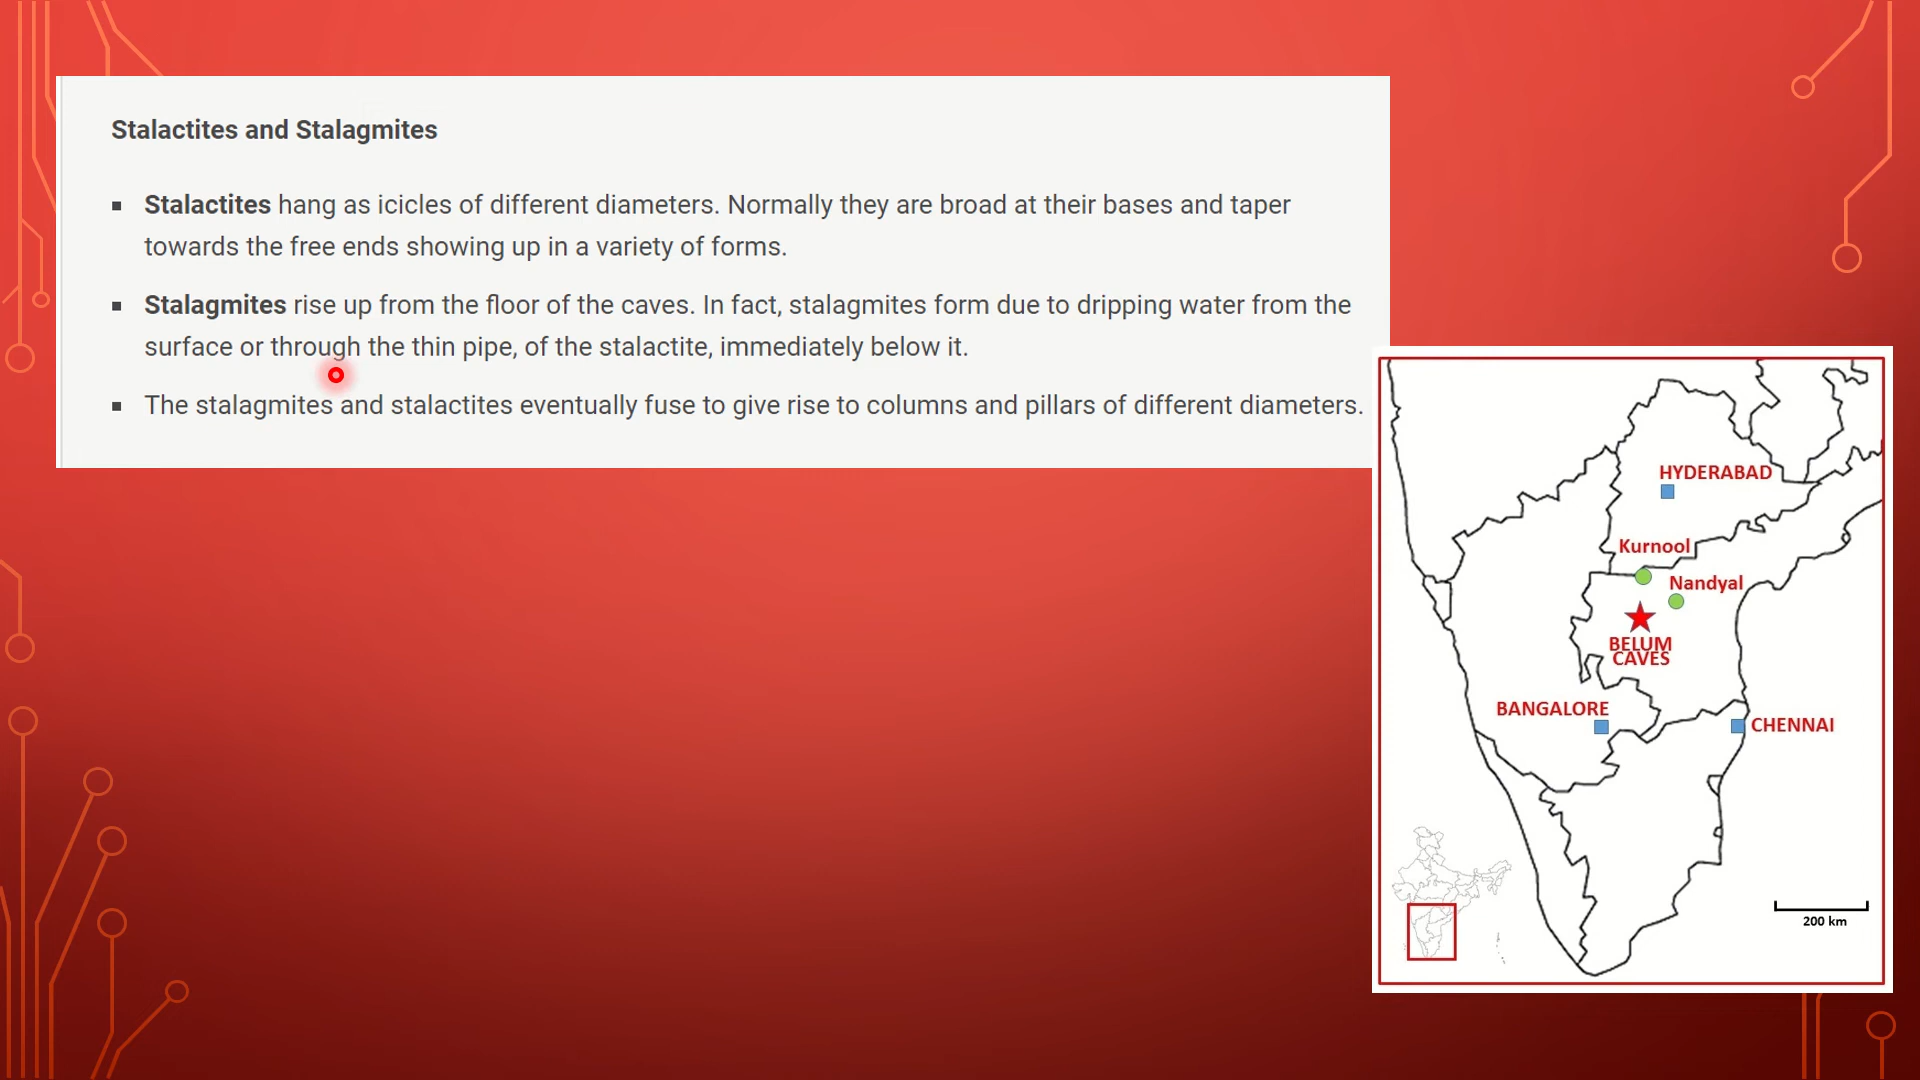 Stalactites and Stalagmites
▪ Stalactites hang as icicles of different diameters. Normally they are broad at their bases and taper
towards the free ends showing up in a variety of forms.
▪ Stalagmites rise up from the floor of the caves. In fact, stalagmites form due to dripping water from the
surface or through the thin pipe, of the stalactite, immediately below it.
▪ The stalagmites and stalactites eventually fuse to give rise to columns and pillars of different diameters.
HYDERABAD
Kurnool
Nandyal
BELUM
CAVES
BANGALORE
CHENNAI
200 km